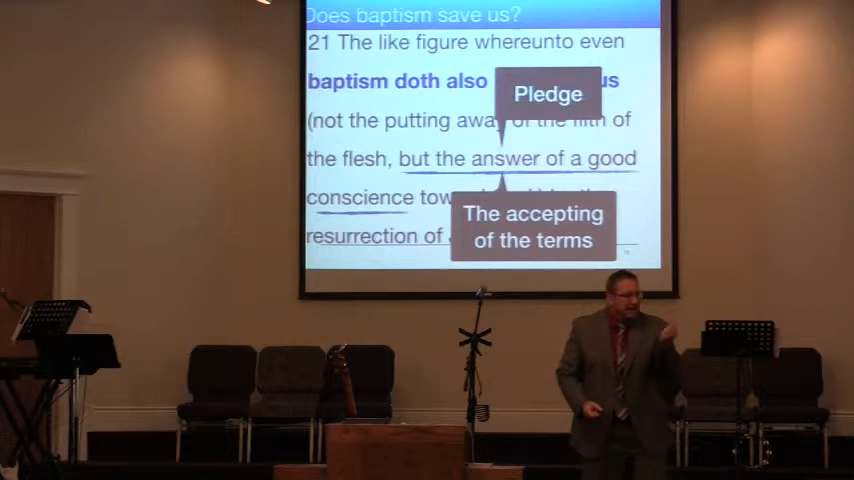 Does baptism save us?
21 The like figure whereunto even
baptism doth also us
Pledge
(not the putting away of the filth of
the flesh, but the answer of a good
conscience
The accepting
of the terms
resurrection of